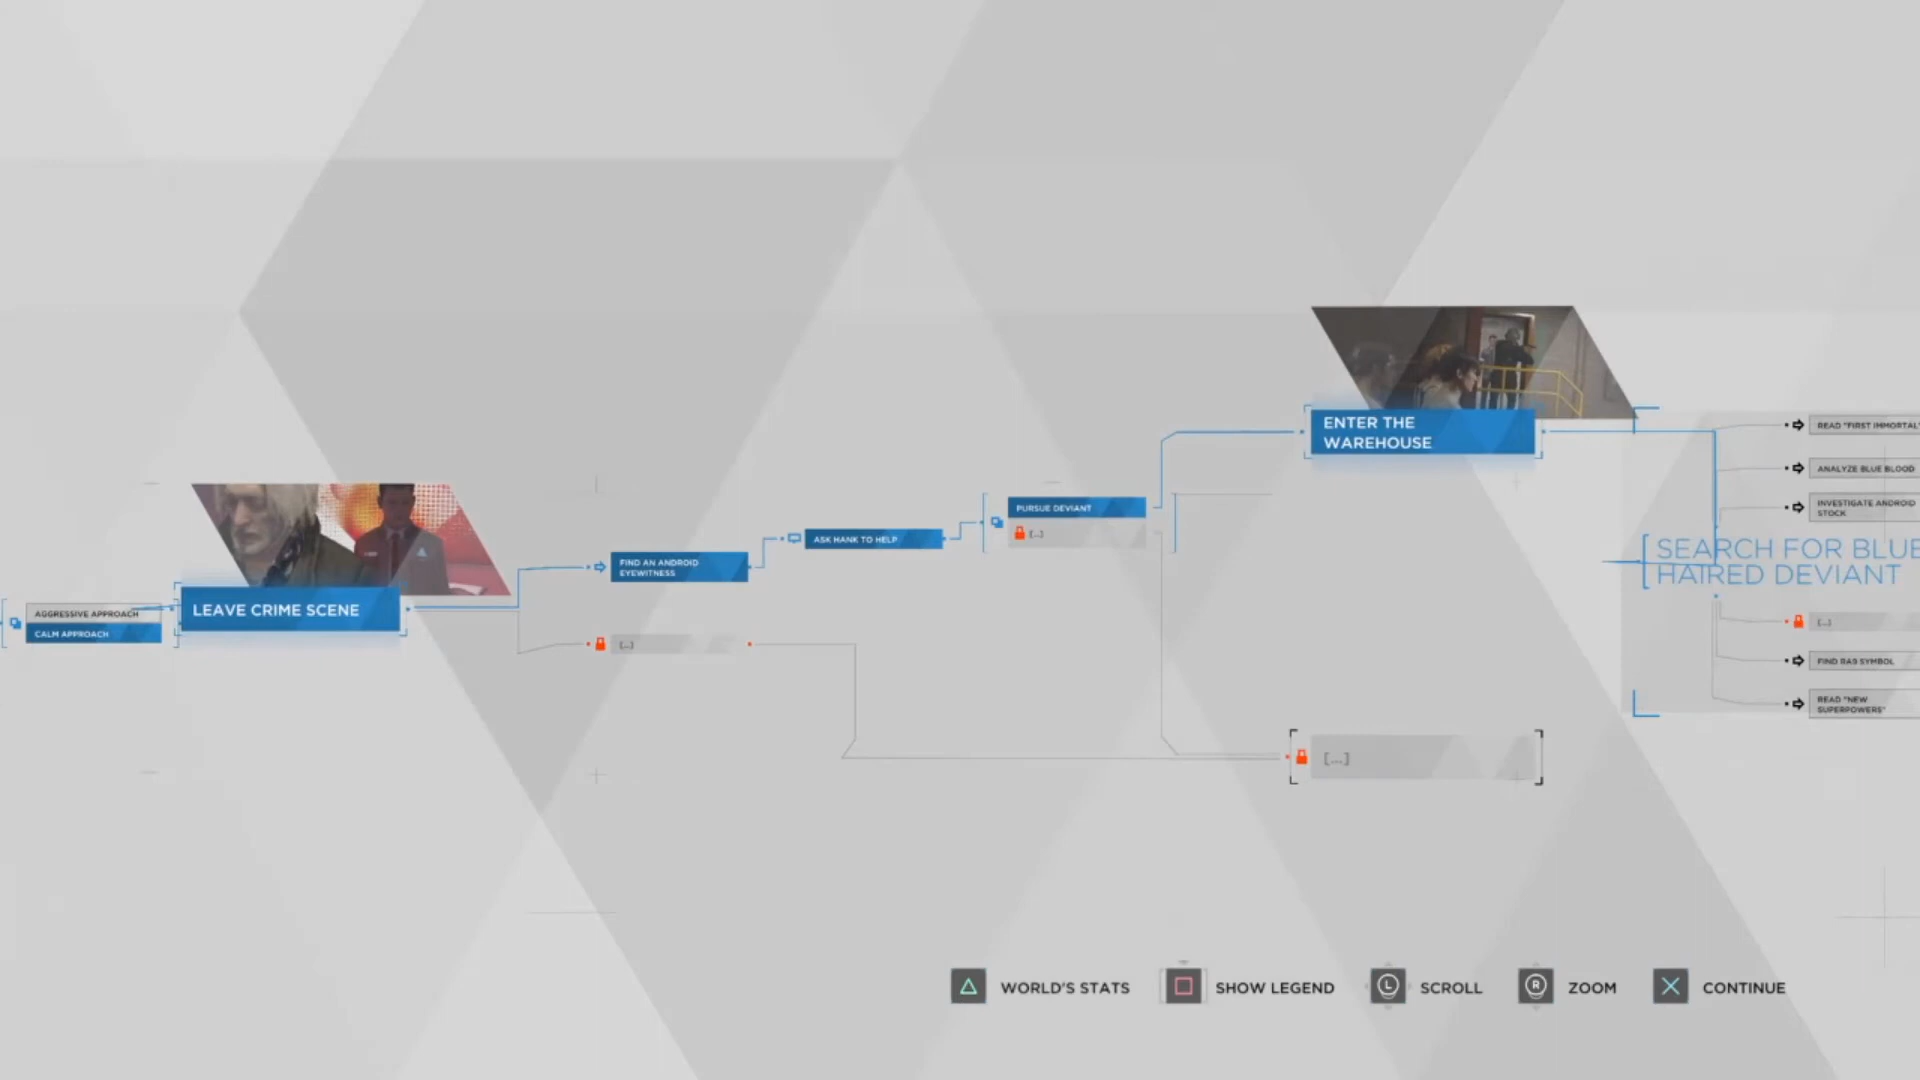 AGGRESSIVE APPROACH
CALM APPROACH
LEAVE CRIME SCENE
FIND AN ANDROID
EYEWITNESS
[...]
ASK HANK TO HELP
PURSUE DEVIANT
[...]
ENTER THE
WAREHOUSE
[...]
READ "FIRST IMMORTAL"
ANALYZE BLUE BLOOD
INVESTIGATE ANDROID
STOCK
SEARCH FOR BLUE
HAIRED DEVIANT
[...]
FIND RA9 SYMBOL
READ "NEW
SUPERPOWERS"
WORLD'S STATS
SHOW LEGEND
L
SCROLL
R
ZOOM
CONTINUE